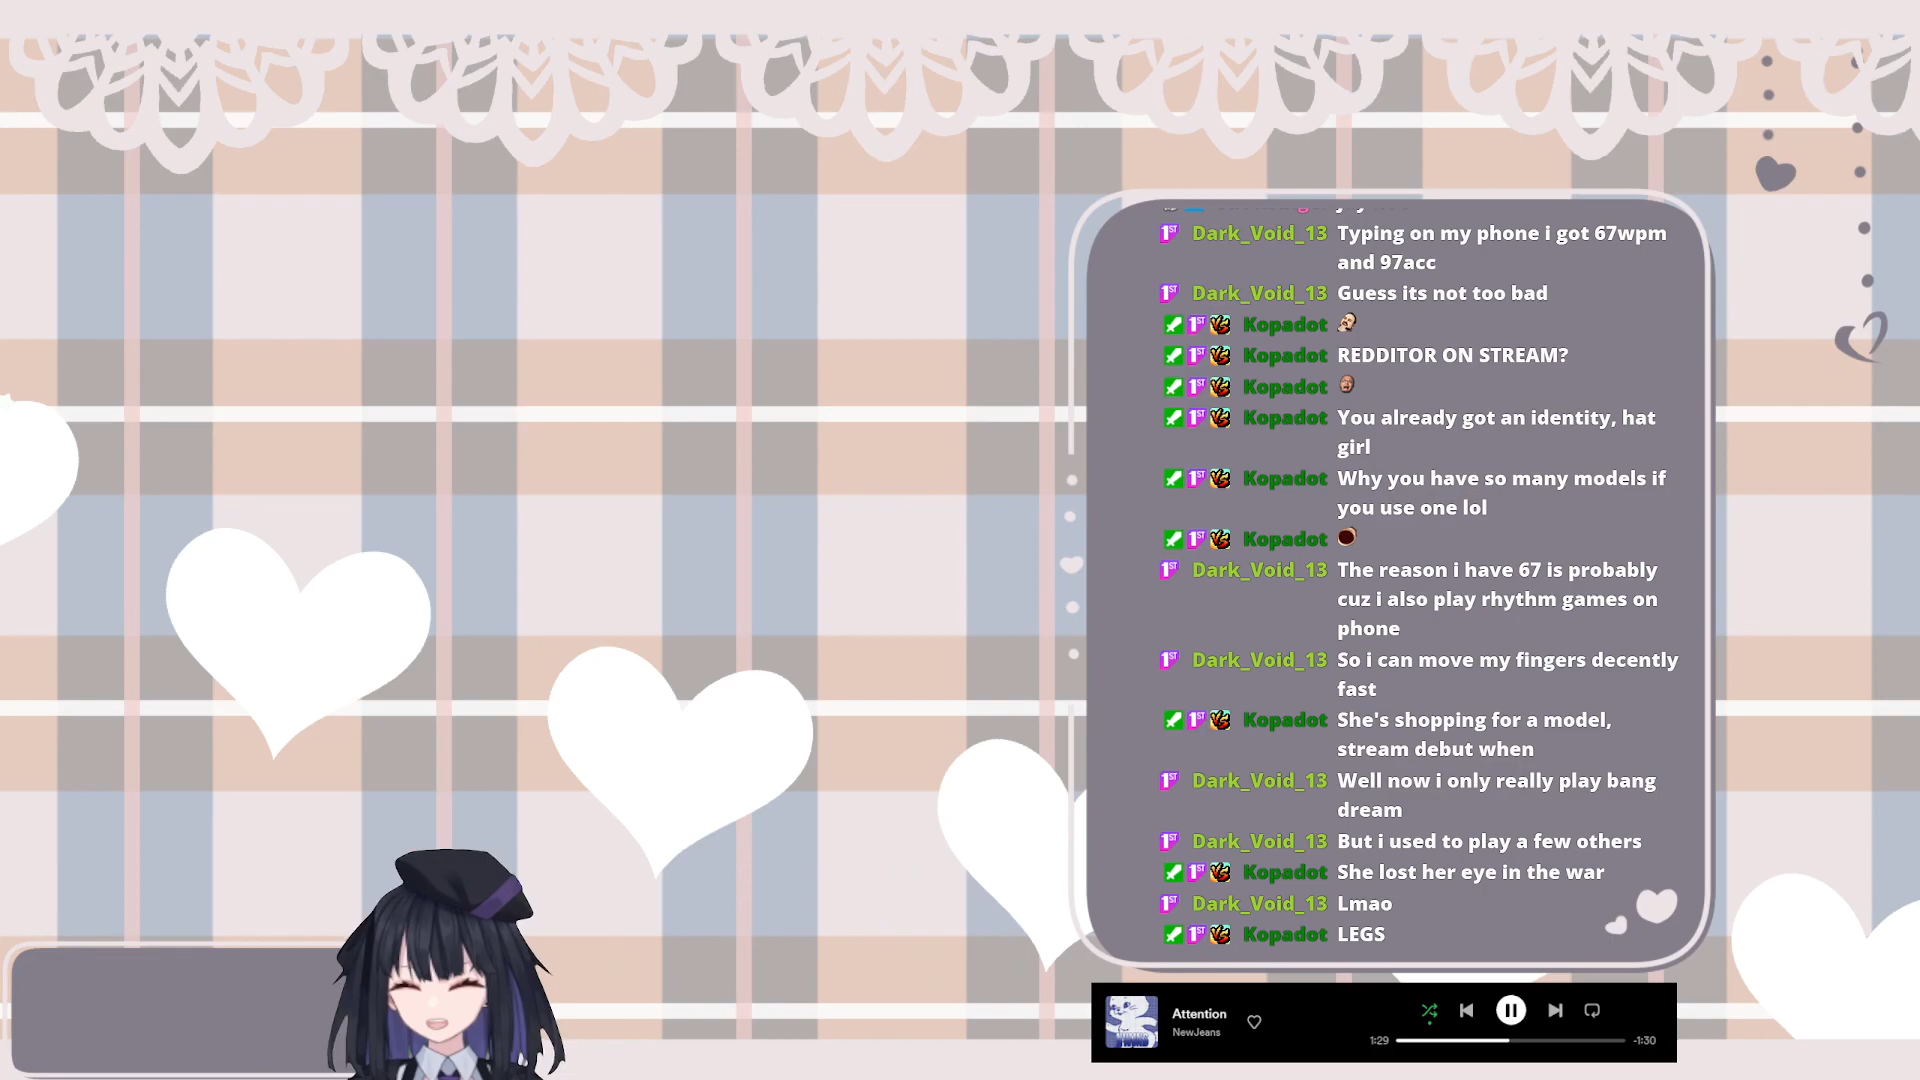 Dark_Void_13 Typing on my phone i got 67wpm
and 97acc
Dark_Void_13 Guess its not too bad
Kopadot
Kopadot REDDITOR ON STREAM?
Kopadot
Kopadot You already got an identity, hat
girl
Kopadot Why you have so many models if
you use one lol
Kopadot
Dark_Void_13 The reason i have 67 is probably
cuz i also play rhythm games on
phone
Dark_Void_13 So i can move my fingers decently
fast
Kopadot She's shopping for a model,
stream debut when
Dark_Void_13 Well now i only really play bang
dream
Dark_Void_13 But i used to play a few others
Kopadot She lost her eye in the war
Dark_Void_13 Lmao
Kopadot LEGS
Attention
NewJeans
1:29
-1:30